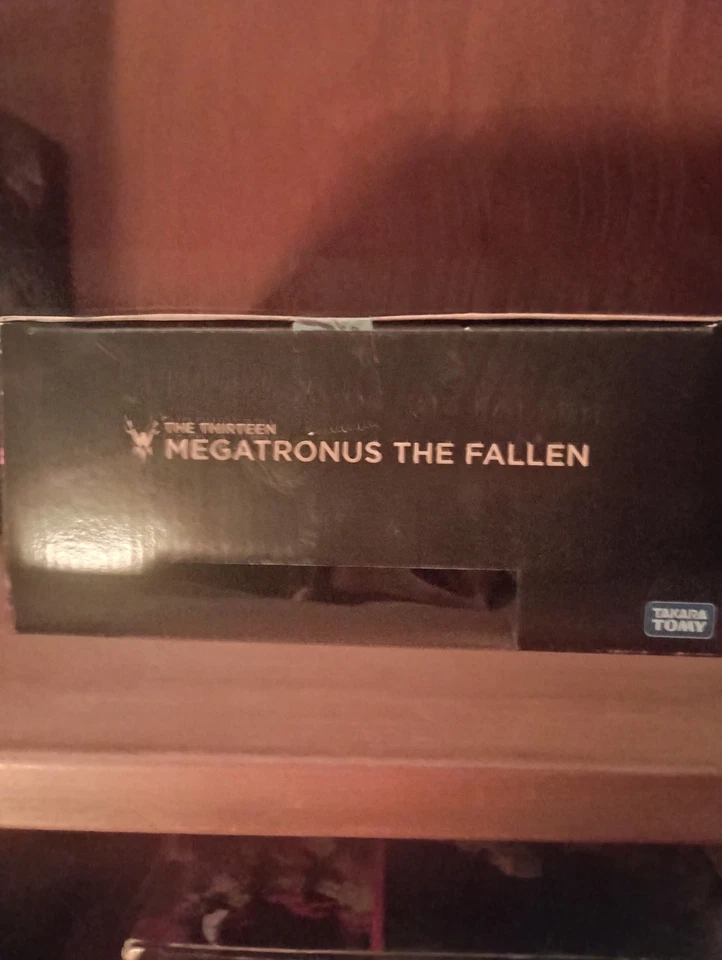 THE THIRTEEN
MEGATRONUS THE FALLEN
TAKARA
TOMY